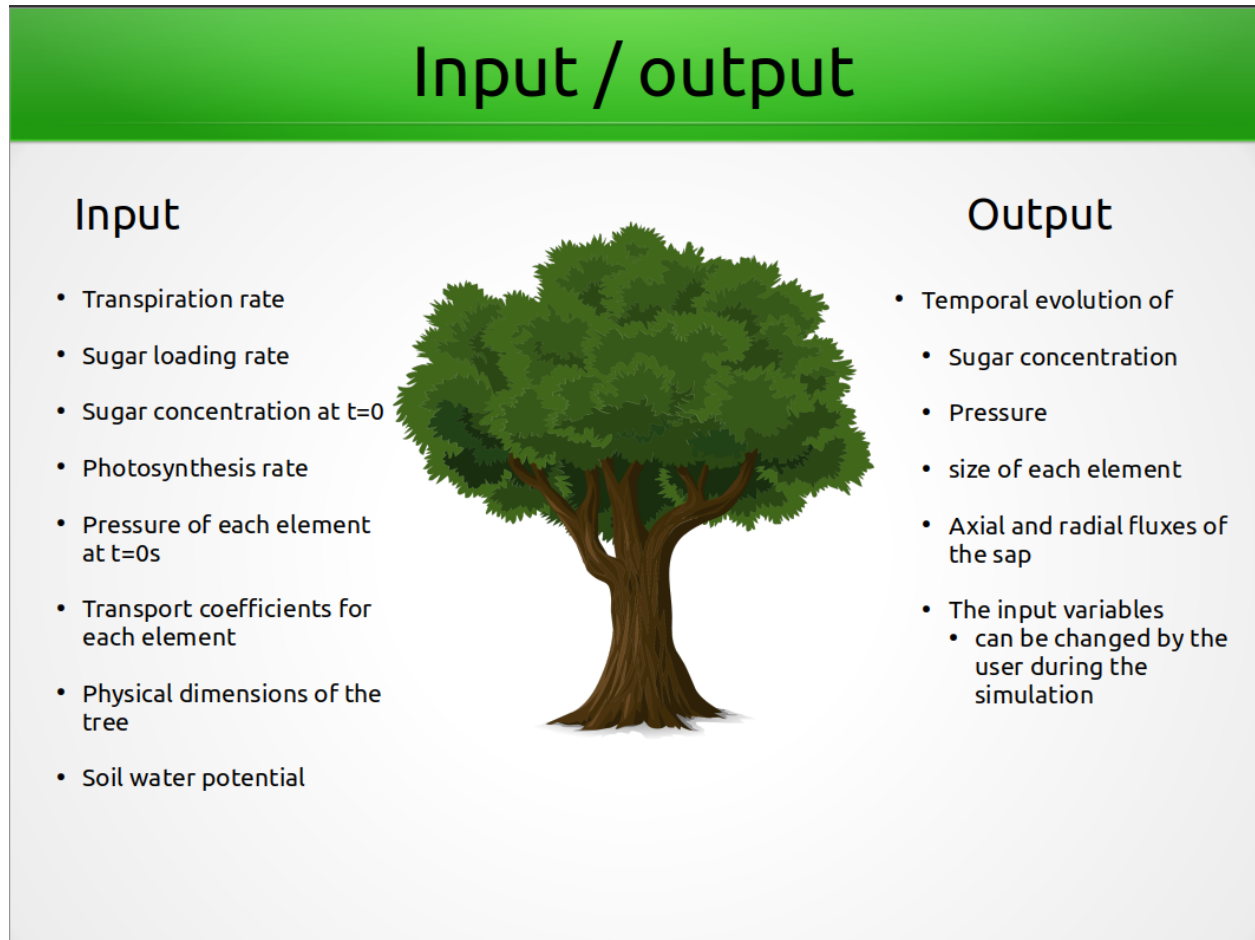 Input / output
Input
• Transpiration rate
• Sugar loading rate
• Sugar concentration at t=0
• Photosynthesis rate
• Pressure of each element
at t=0s
• Transport coefficients for
each element
• Physical dimensions of the
tree
• Soil water potential
Output
• Temporal evolution of
• Sugar concentration
• Pressure
• size of each element
• Axial and radial fluxes of
the sap
• The input variables
• can be changed by the
user during the
simulation